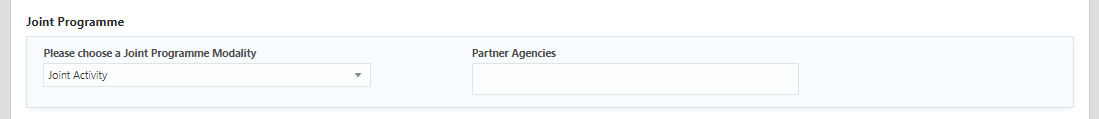 Joint Programme
Please choose a Joint Programme Modality
Partner Agencies
Joint Activity